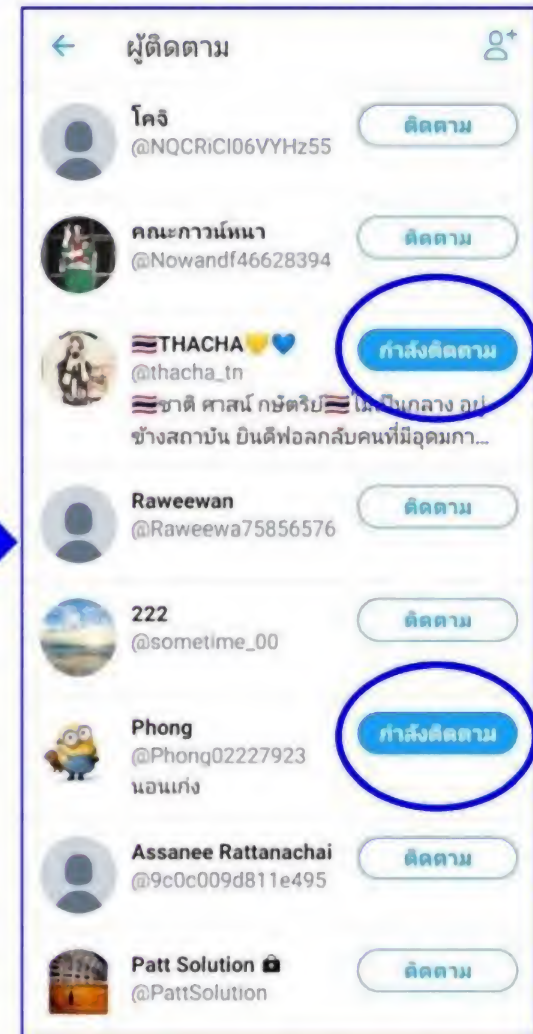 ผู้ติดตาม
โคจิ
@NQCRiCl06VYHz55
ติดตาม
คณะกาวน์หนา
@Nowandf46628394
ติดตาม
🇹🇭THACHA💛💙
@thacha_tn
กำลังติดตาม
🇹🇭ชาติ ศาสน์ กษัตริย์🇹🇭ไม่เป็นกลาง อยู่
ข้างสถาบัน ยินดีฟอลกลับคนที่มีอุดมกา...
Raweewan
@Raweewa75856576
ติดตาม
222
@sometime_00
ติดตาม
Phong
@Phong02227923
กำลังติดตาม
นอนเก่ง
Assanee Rattanachai
@9c0c009d811e495
ติดตาม
Patt Solution
@PattSolution
ติดตาม